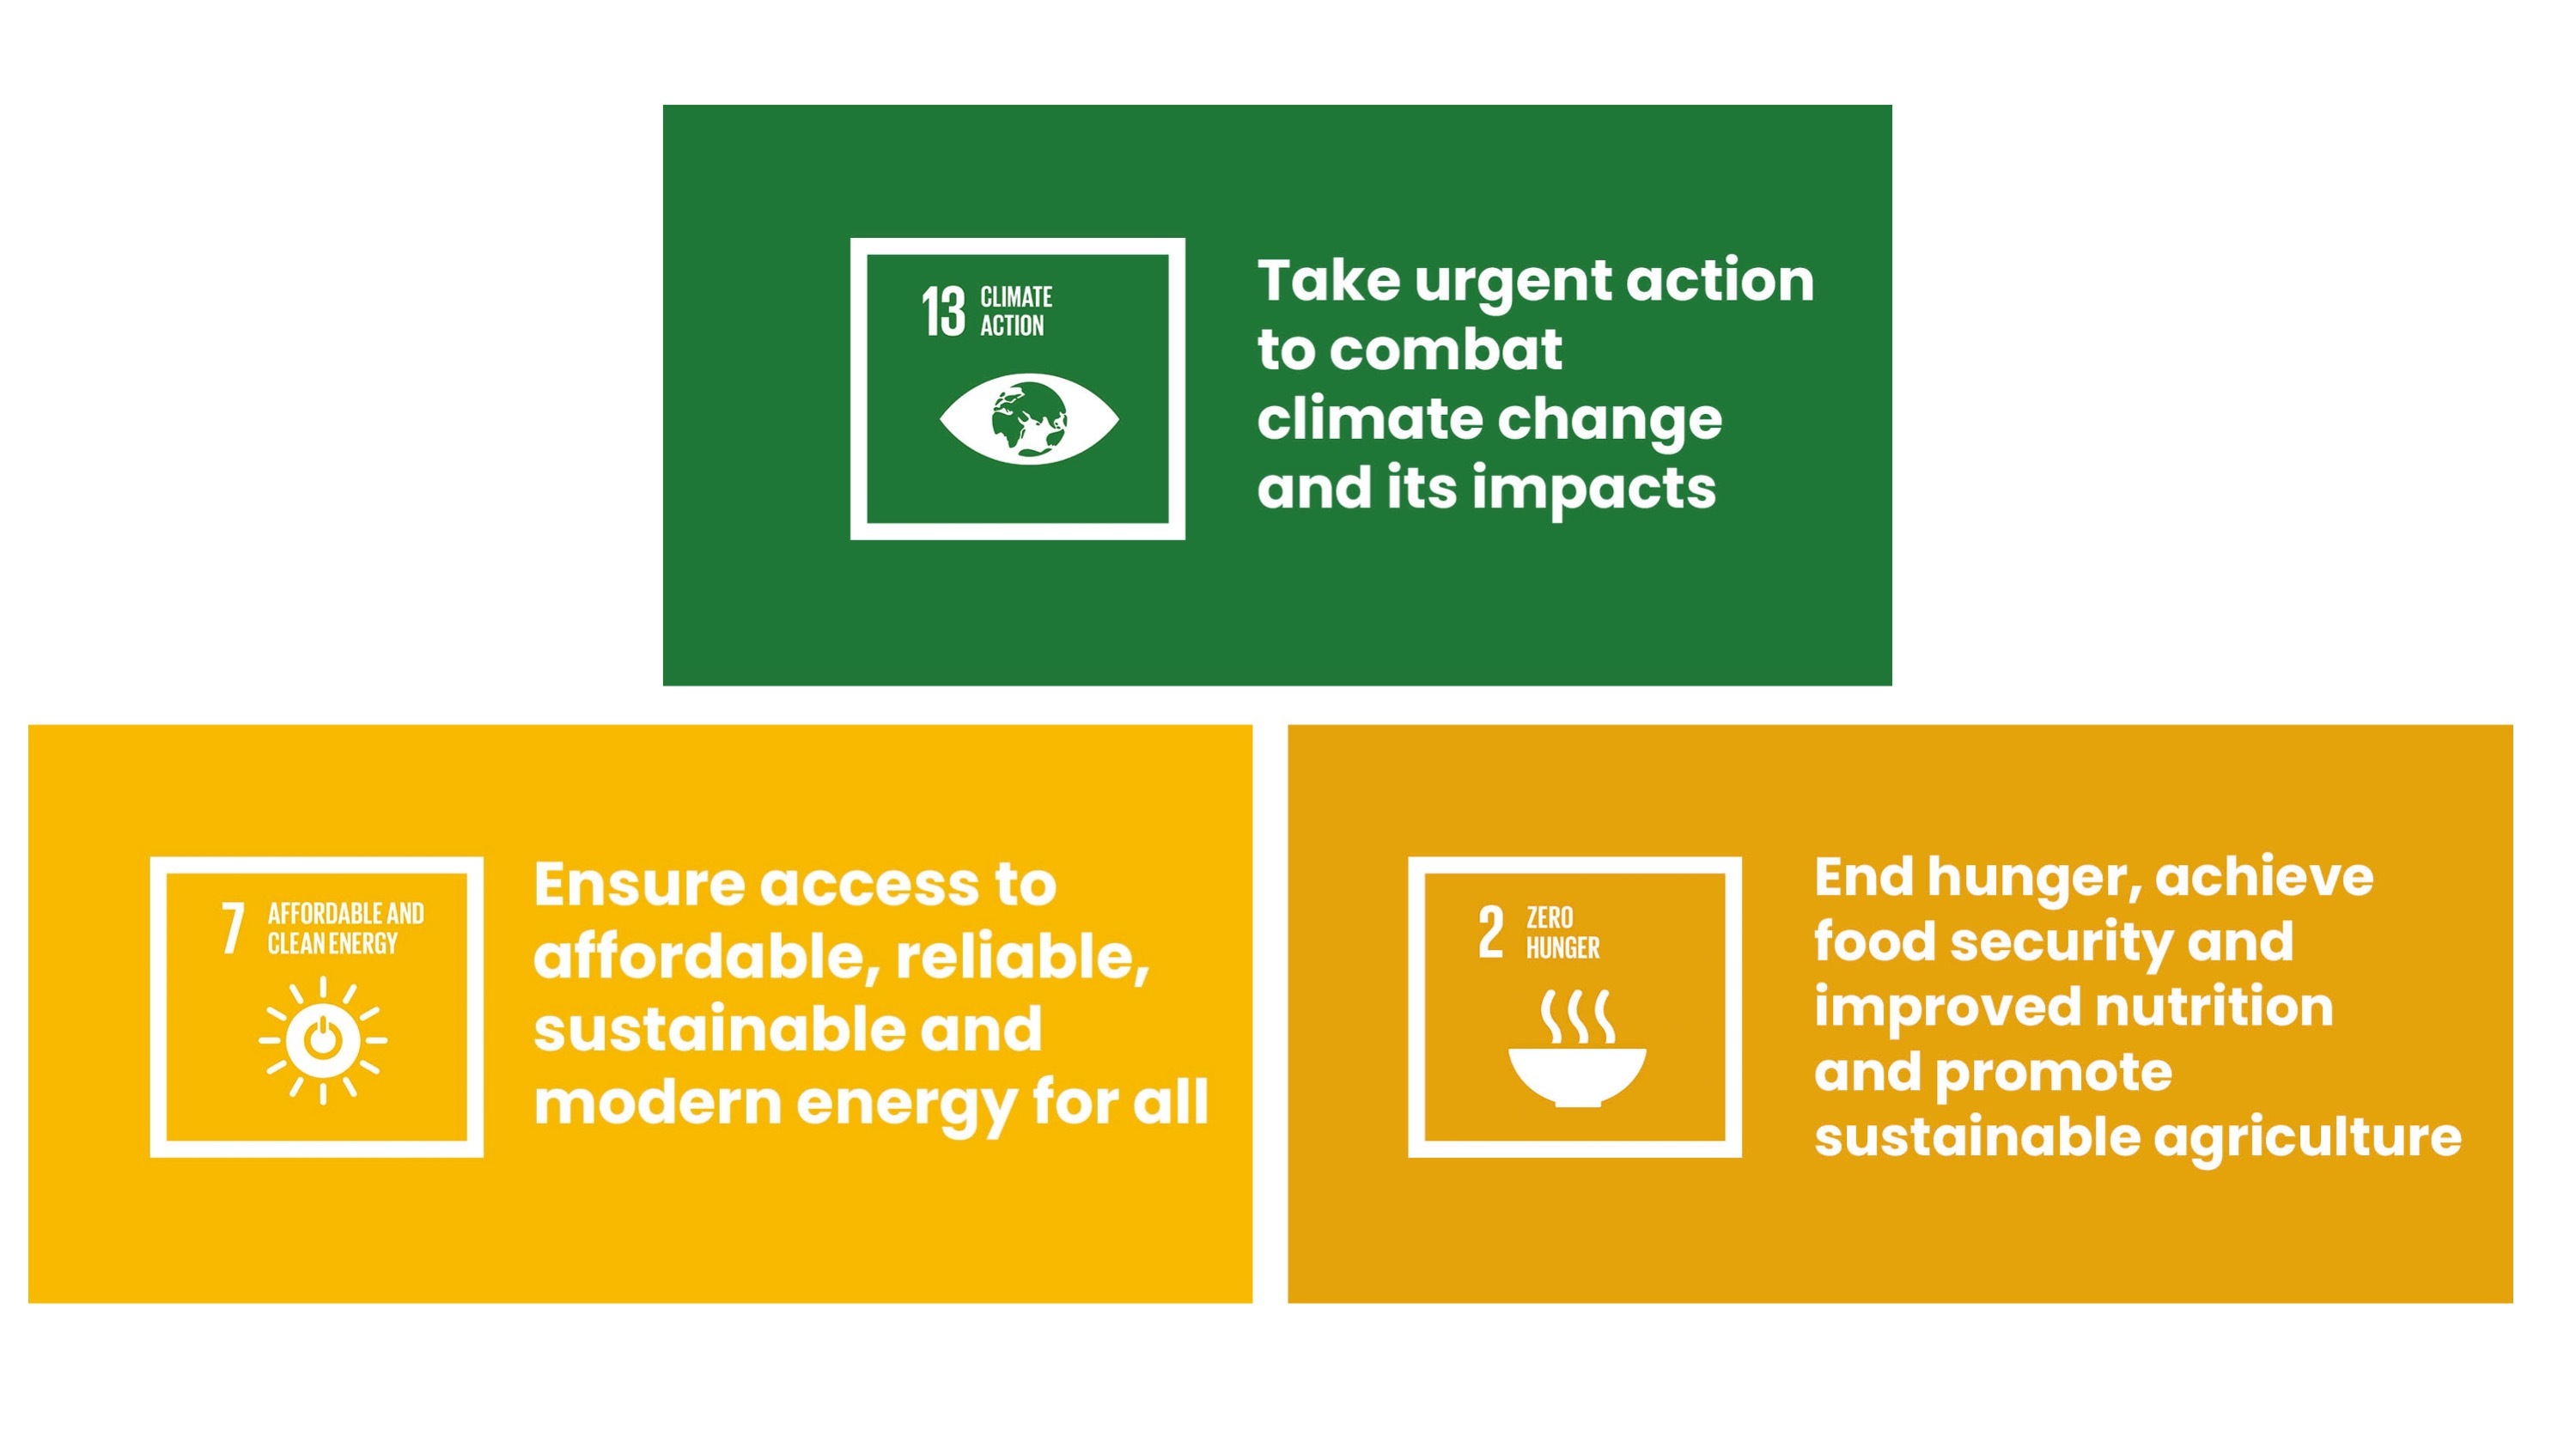 13 CLIMATE
ACTION
Take urgent action
to combat
climate change
and its impacts
7 AFFORDABLE AND
CLEAN ENERGY
Ensure access to
affordable, reliable,
sustainable and
modern energy for all
2 ZERO
HUNGER
End hunger, achieve
food security and
improved nutrition
and promote
sustainable agriculture